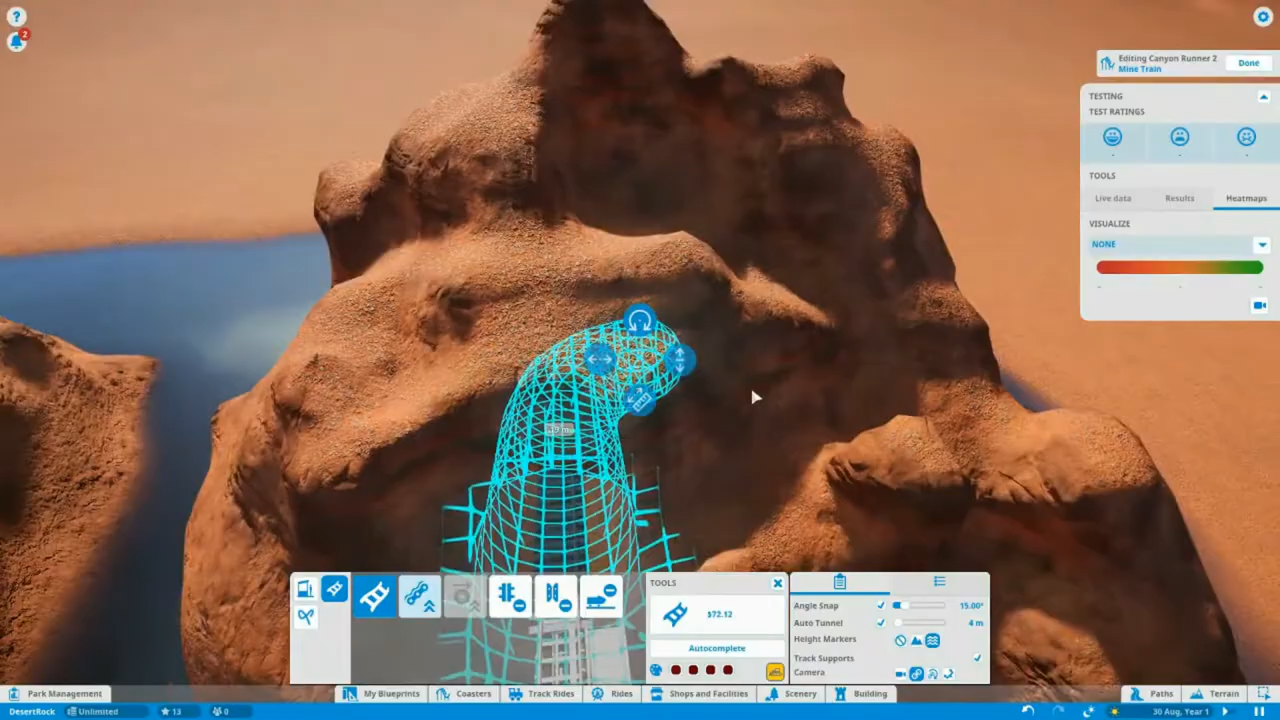 ?
2
Editing Canyon Runner 2
Mine Train
Done
TESTING
TEST RATINGS
-
-
-
TOOLS
Live data
Results
Heatmaps
VISUALIZE
NONE
-
-
-
TOOLS
$72.12
Autocomplete
Angle Snap
15.00°
Auto Tunnel
4 m
Height Markers
Track Supports
Camera
Park Management
My Blueprints
Coasters
Track Rides
Rides
Shops and Facilities
Scenery
Building
Paths
Terrain
DesertRock
Unlimited
13
0
30 Aug, Year 1